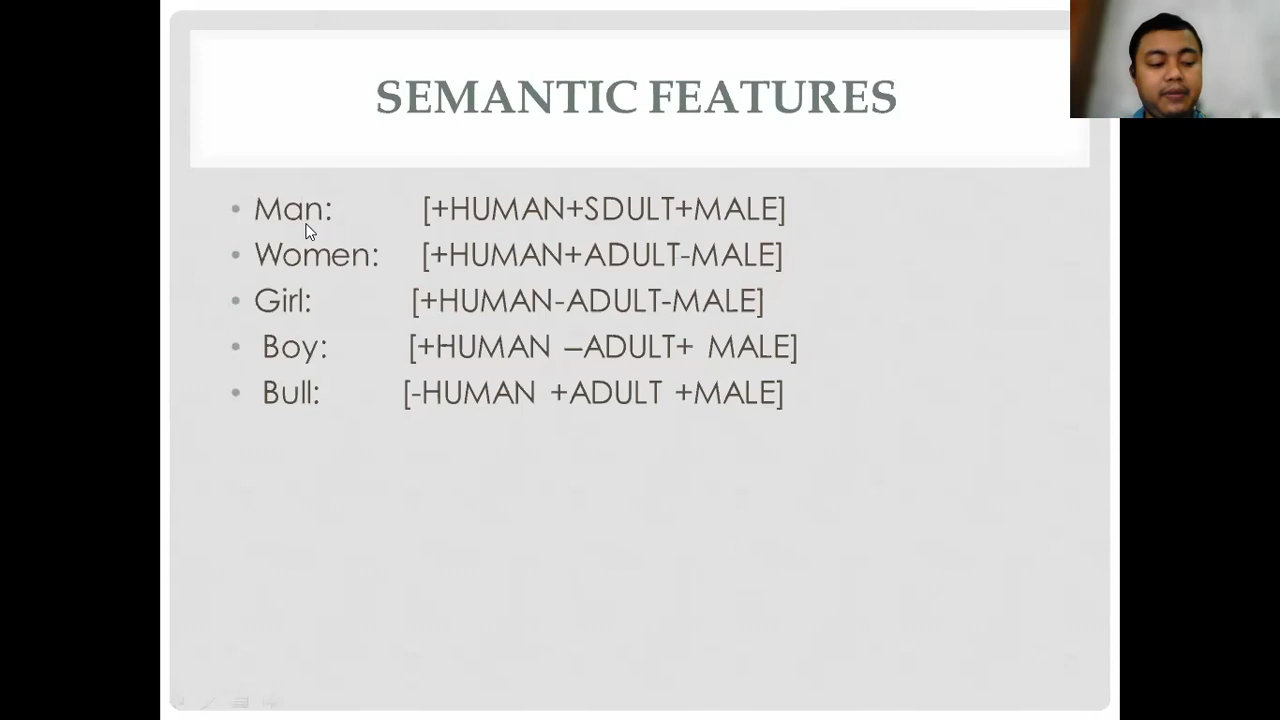 SEMANTIC FEATURES
• Man: [+HUMAN+SDULT+MALE]
• Women: [+HUMAN+ADULT-MALE]
• Girl: [+HUMAN-ADULT-MALE]
• Boy: [+HUMAN –ADULT+ MALE]
• Bull: [-HUMAN +ADULT +MALE]